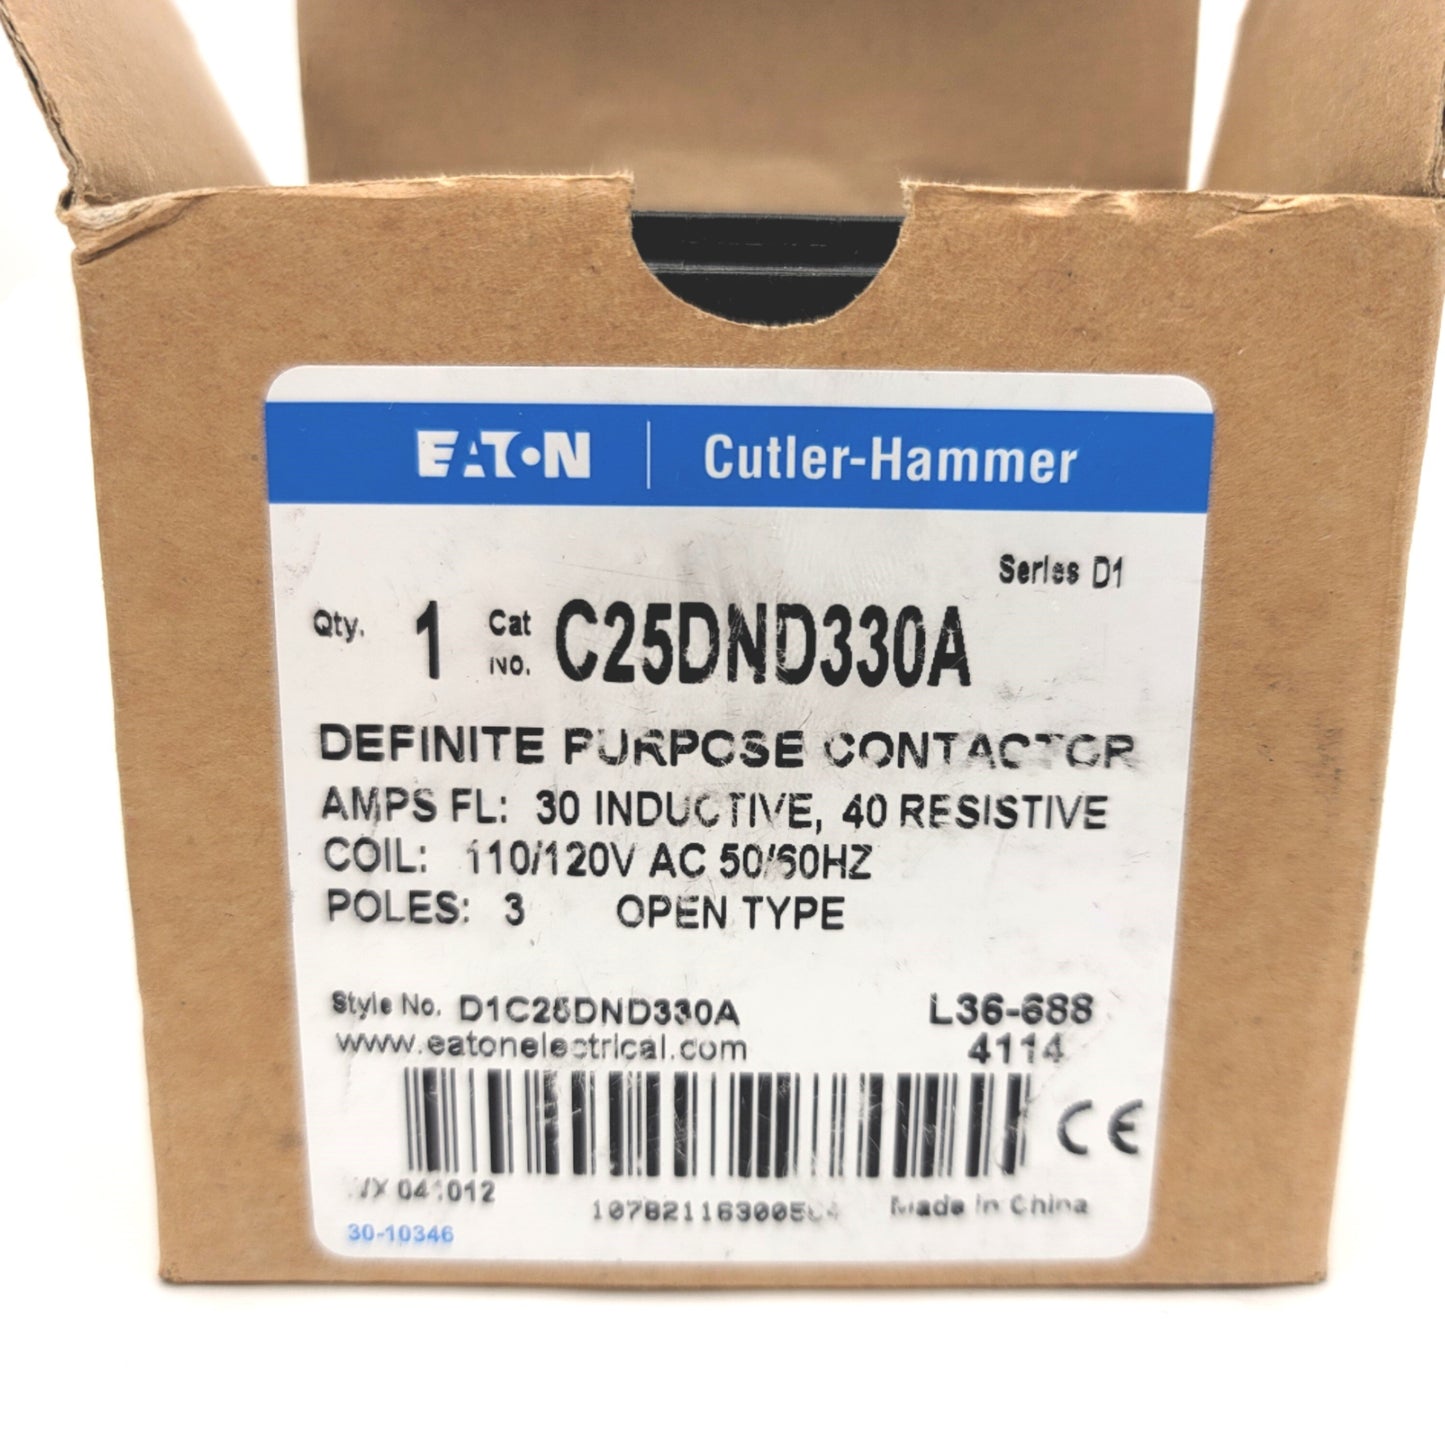 EATON | Cutler-Hammer
Series D1
Qty. 1 Cat No. C25DND330A
DEFINITE PURPOSE CONTACTOR
AMPS FL: 30 INDUCTIVE, 40 RESISTIVE
COIL: 110/120V AC 50/60HZ
POLES: 3 OPEN TYPE
Style No. D1C25DND330A L36-688
www.eatonelectrical.com 4114
CE
30-10346
Made in China